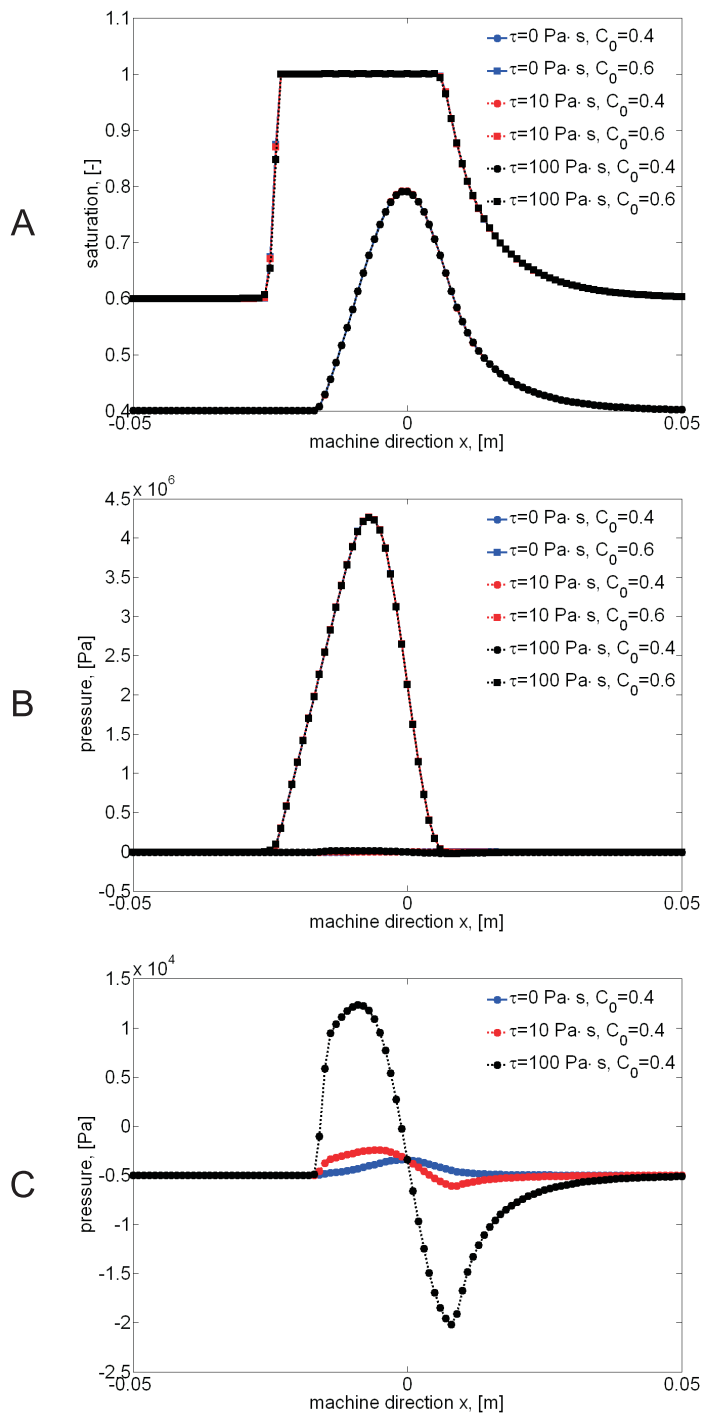 A
saturation, [-]
1.1
1
0.9
0.8
0.7
0.6
0.5
0.4
-0.05
0
0.05
machine direction x, [m]
τ=0 Pa· s, C0=0.4
τ=0 Pa· s, C0=0.6
τ=10 Pa· s, C0=0.4
τ=10 Pa· s, C0=0.6
τ=100 Pa· s, C0=0.4
τ=100 Pa· s, C0=0.6
B
pressure, [Pa]
x 10^6
4.5
4
3.5
3
2.5
2
1.5
1
0.5
0
-0.5
-0.05
0
0.05
machine direction x, [m]
τ=0 Pa· s, C0=0.4
τ=0 Pa· s, C0=0.6
τ=10 Pa· s, C0=0.4
τ=10 Pa· s, C0=0.6
τ=100 Pa· s, C0=0.4
τ=100 Pa· s, C0=0.6
C
pressure, [Pa]
x 10^4
1.5
1
0.5
0
-0.5
-1
-1.5
-2
-2.5
-0.05
0
0.05
machine direction x, [m]
τ=0 Pa· s, C0=0.4
τ=10 Pa· s, C0=0.4
τ=100 Pa· s, C0=0.4